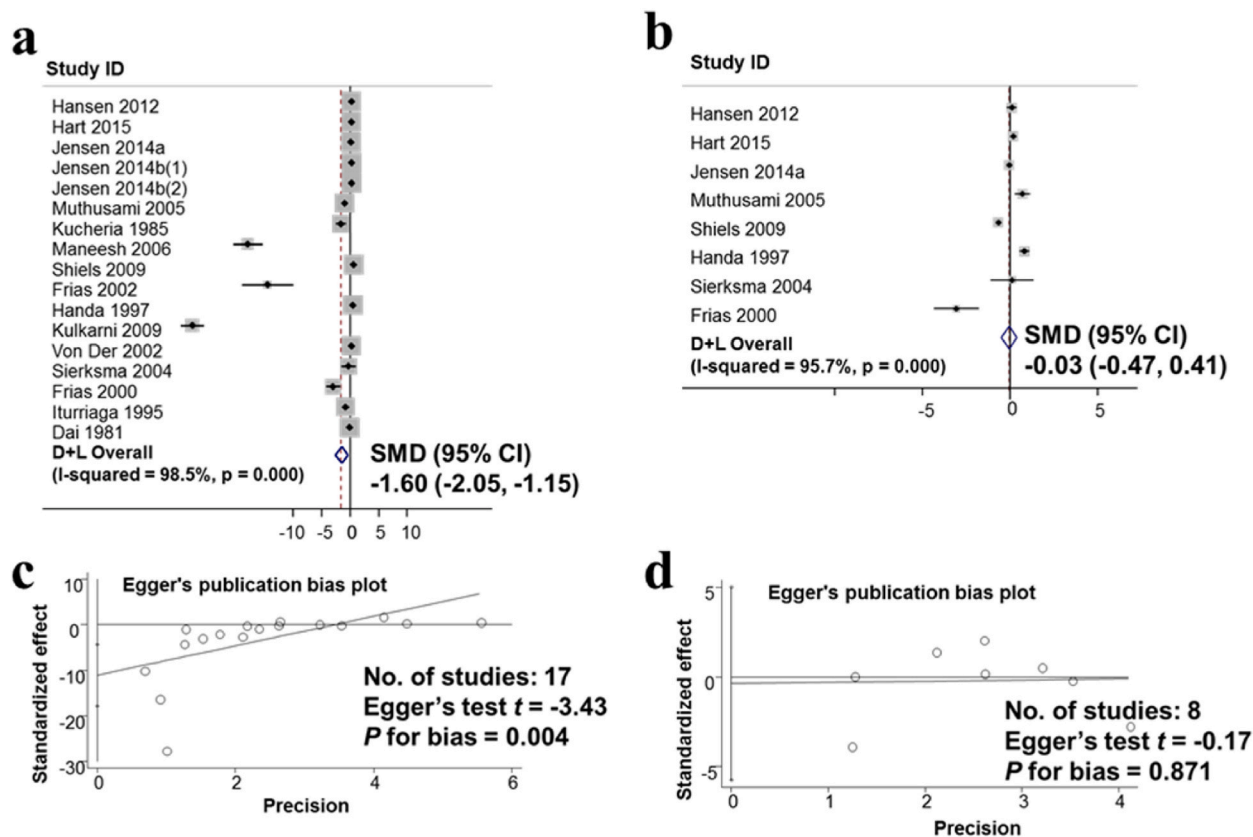 a
Study ID
Hansen 2012
Hart 2015
Jensen 2014a
Jensen 2014b(1)
Jensen 2014b(2)
Muthusami 2005
Kucheria 1985
Maneesh 2006
Shiels 2009
Frias 2002
Handa 1997
Kulkarni 2009
Von Der 2002
Sierksma 2004
Frias 2000
Iturriaga 1995
Dai 1981
D+L Overall
(I-squared = 98.5%, p = 0.000)
SMD (95% CI)
-1.60 (-2.05, -1.15)
-10 -5 0 5 10
b
Study ID
Hansen 2012
Hart 2015
Jensen 2014a
Muthusami 2005
Shiels 2009
Handa 1997
Sierksma 2004
Frias 2000
D+L Overall
(I-squared = 95.7%, p = 0.000)
SMD (95% CI)
-0.03 (-0.47, 0.41)
-5 0 5
c
Egger's publication bias plot
Standardized effect
10
0
-10
-20
-30
No. of studies: 17
Egger's test t = -3.43
P for bias = 0.004
0 2 4 6
Precision
d
Egger's publication bias plot
Standardized effect
5
0
-5
No. of studies: 8
Egger's test t = -0.17
P for bias = 0.871
0 1 2 3 4
Precision